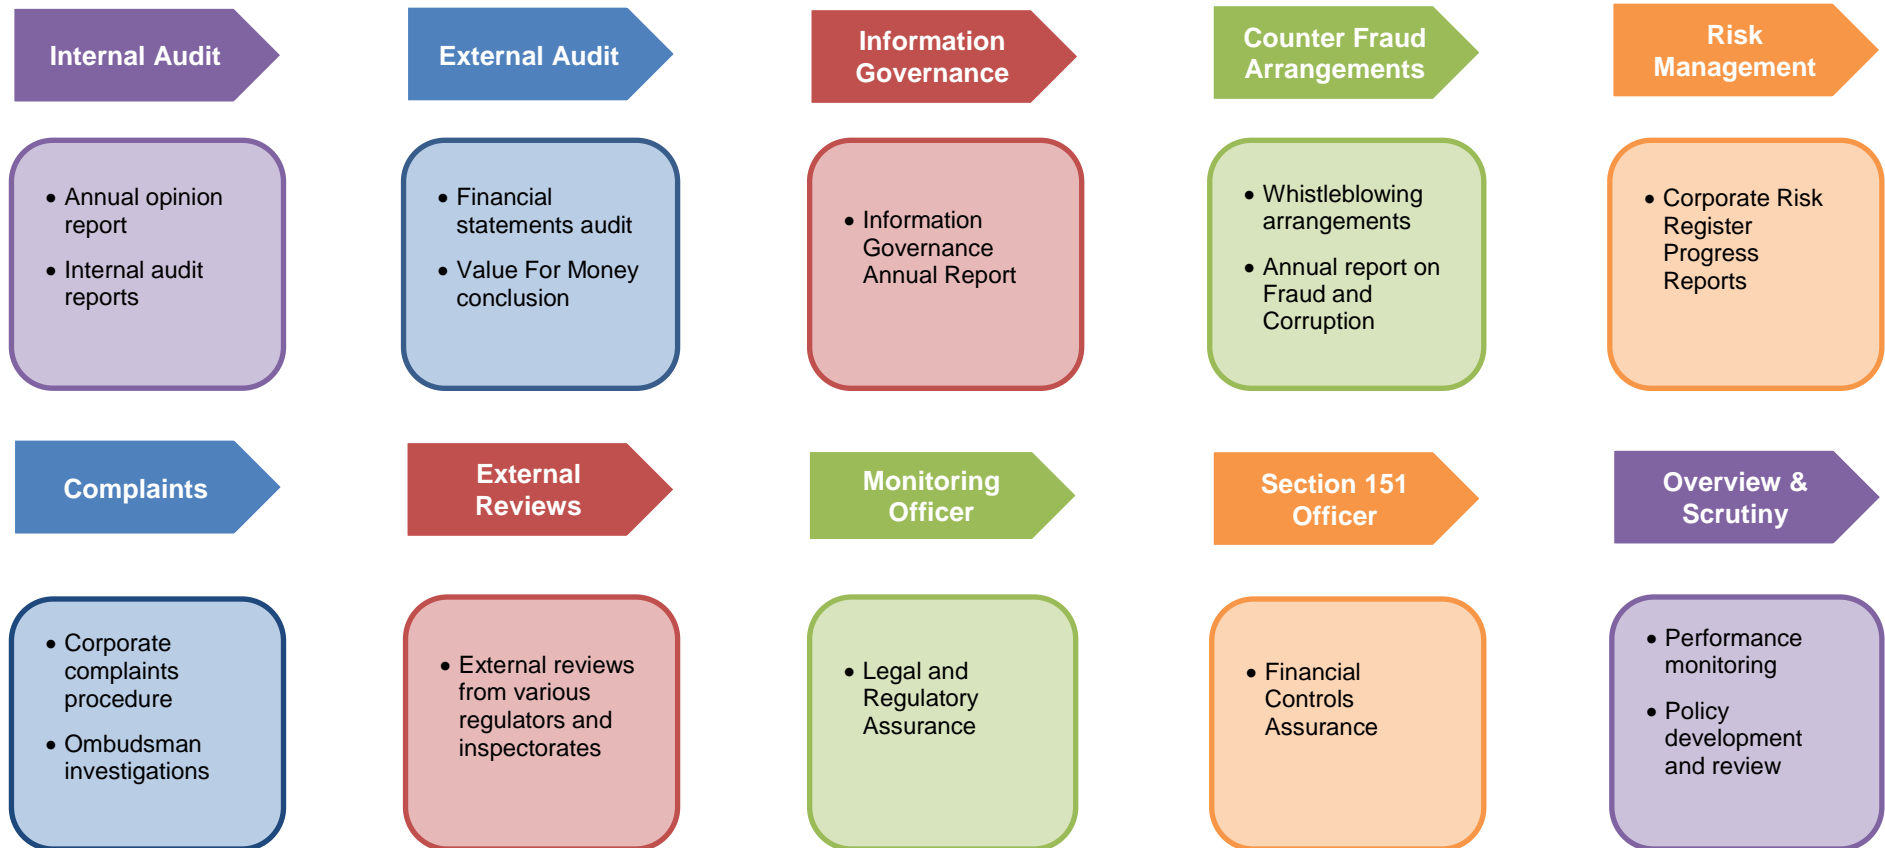 Internal Audit
External Audit
Information
Governance
Counter Fraud
Arrangements
Risk
Management
• Annual opinion
report
• Internal audit
reports
• Financial
statements audit
• Value For Money
conclusion
• Information
Governance
Annual Report
• Whistleblowing
arrangements
• Annual report on
Fraud and
Corruption
• Corporate Risk
Register
Progress
Reports
Complaints
External
Reviews
Monitoring
Officer
Section 151
Officer
Overview &
Scrutiny
• Corporate
complaints
procedure
• Ombudsman
investigations
• External reviews
from various
regulators and
inspectorates
• Legal and
Regulatory
Assurance
• Financial
Controls
Assurance
• Performance
monitoring
• Policy
development
and review